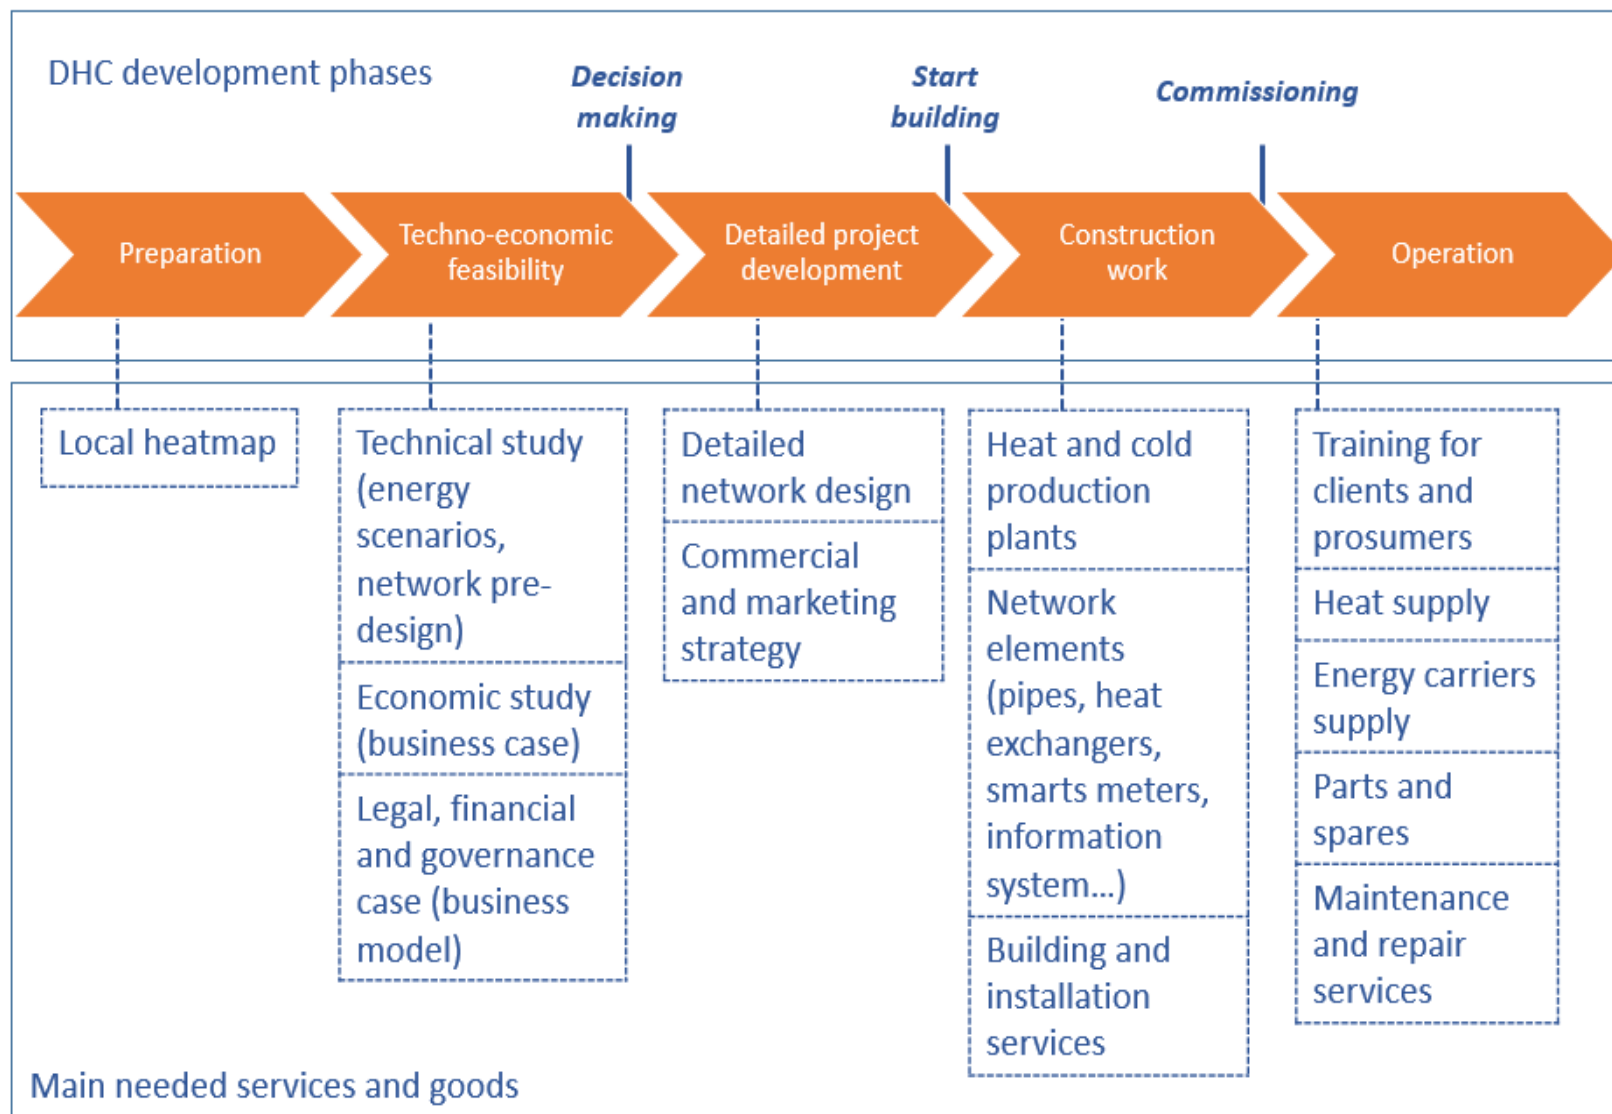 DHC development phases
Decision
making
Start
building
Commissioning
Preparation
Techno-economic
feasibility
Detailed project
development
Construction
work
Operation
Local heatmap
Technical study
(energy
scenarios,
network pre-
design)
Economic study
(business case)
Legal, financial
and governance
case (business
model)
Detailed
network design
Commercial
and marketing
strategy
Heat and cold
production
plants
Network
elements
(pipes, heat
exchangers,
smarts meters,
information
system…)
Building and
installation
services
Training for
clients and
prosumers
Heat supply
Energy carriers
supply
Parts and
spares
Maintenance
and repair
services
Main needed services and goods